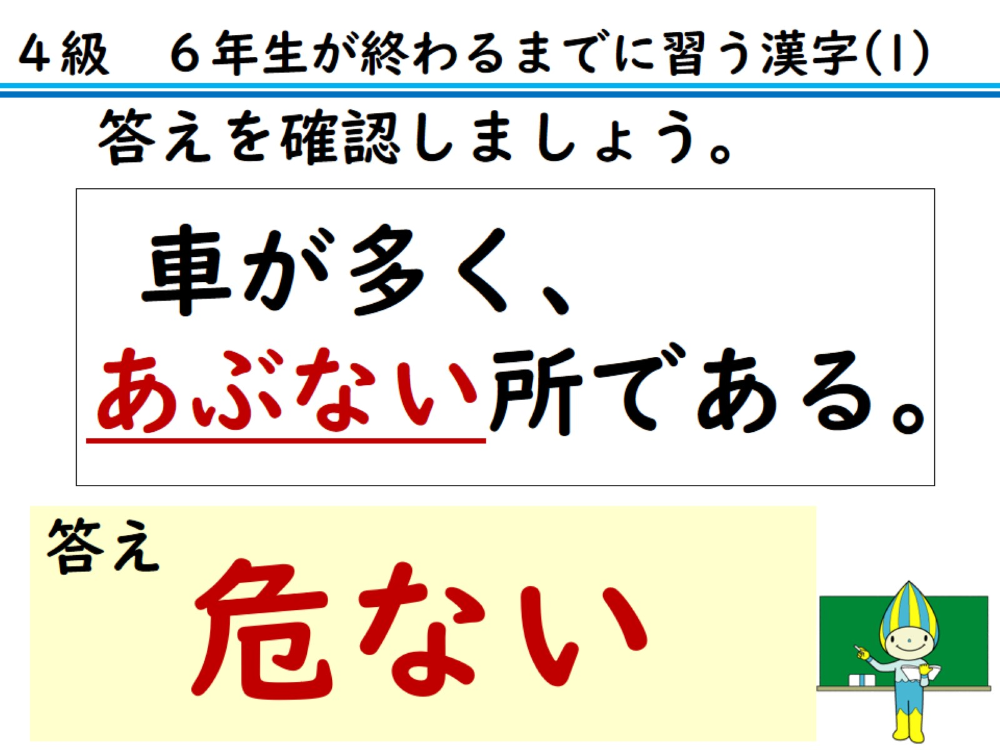 ４級　６年生が終わるまでに習う漢字(1)
答えを確認しましょう。
車が多く、
あぶない所である。
答え
危ない